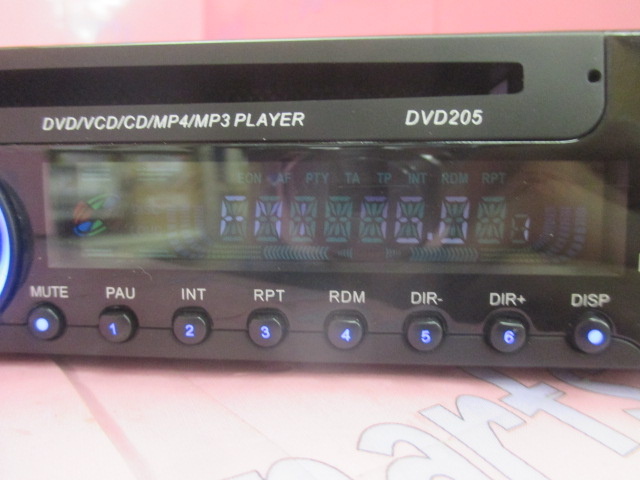 DVD/VCD/CD/MP4/MP3 PLAYER DVD205
EON AF PTY TA TP INT RDM RPT
MUTE PAU INT RPT RDM DIR- DIR+ DISP
1 2 3 4 5 6